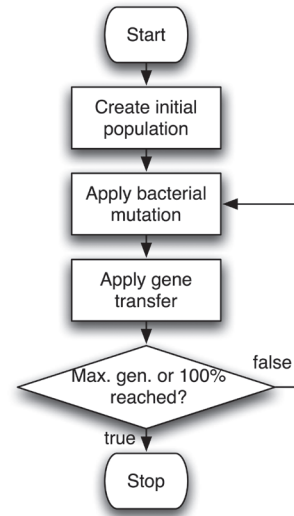 Start
Create initial
population
Apply bacterial
mutation
Apply gene
transfer
Max. gen. or 100%
reached?
false
true
Stop